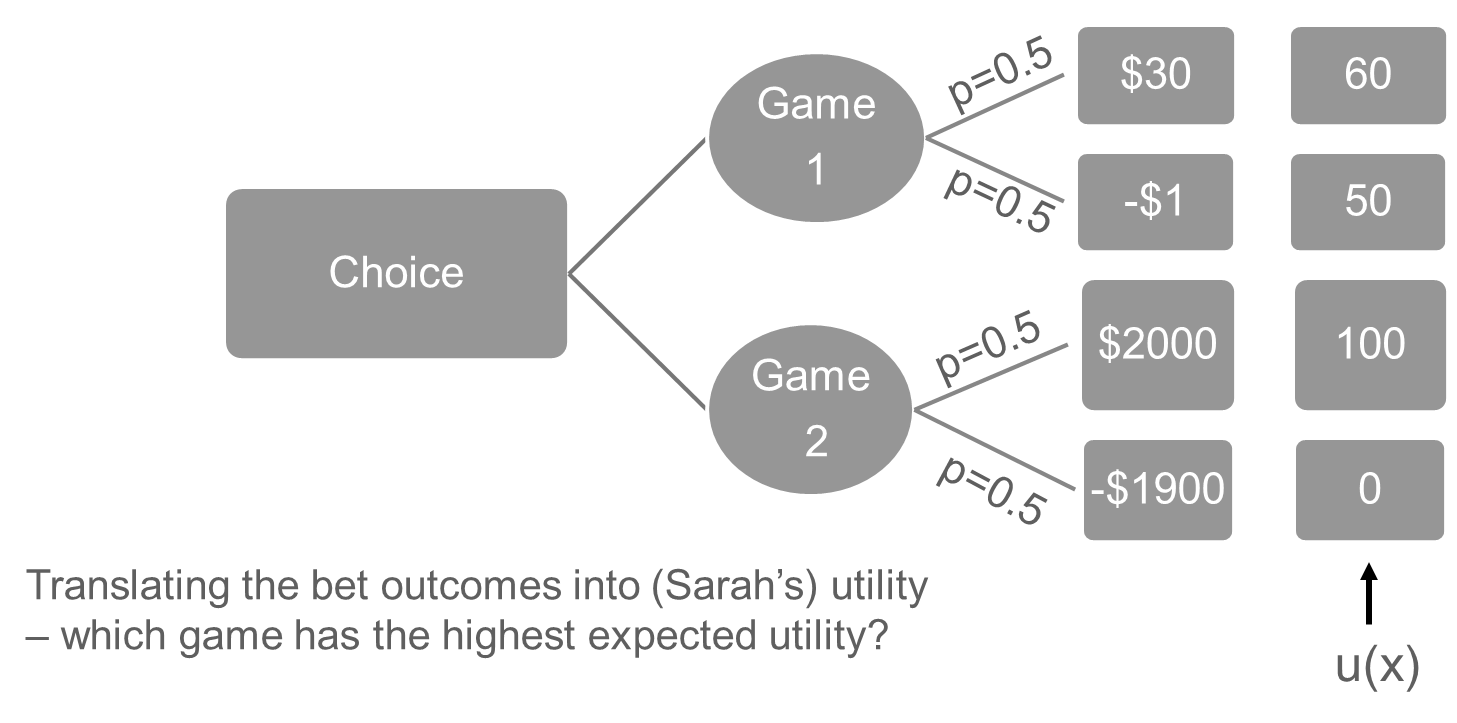 Choice
Game
1
p=0.5
p=0.5
$30
60
-$1
50
Game
2
p=0.5
p=0.5
$2000
100
-$1900
0
Translating the bet outcomes into (Sarah’s) utility
– which game has the highest expected utility?
u(x)